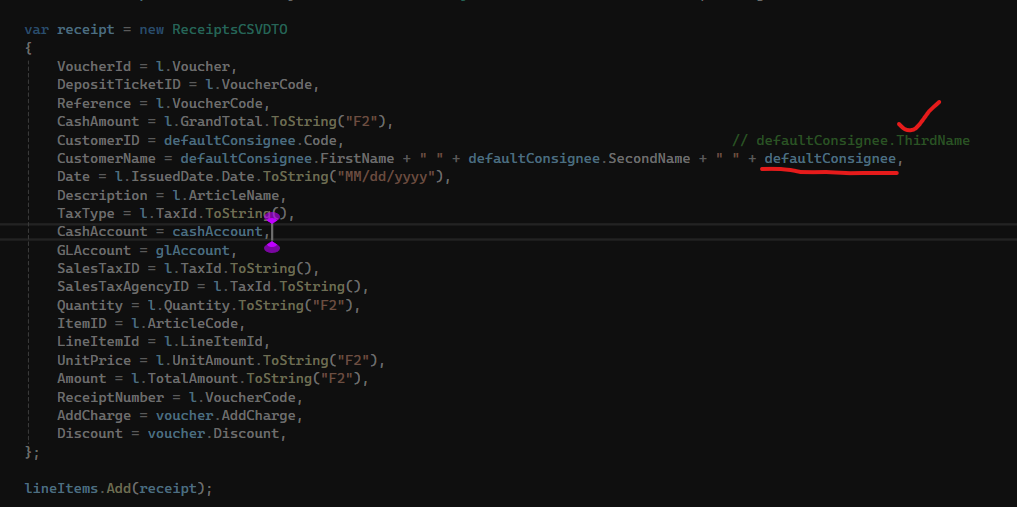 var receipt = new ReceiptsCSVDTO
{
VoucherId = l.Voucher,
DepositTicketID = l.VoucherCode,
Reference = l.VoucherCode,
CashAmount = l.GrandTotal.ToString("F2"),
CustomerID = defaultConsignee.Code, // defaultConsignee.ThirdName
CustomerName = defaultConsignee.FirstName + " " + defaultConsignee.SecondName + " " + defaultConsignee,
Date = l.IssuedDate.Date.ToString("MM/dd/yyyy"),
Description = l.ArticleName,
TaxType = l.TaxId.ToString(),
CashAccount = cashAccount,
GLAccount = glAccount,
SalesTaxID = l.TaxId.ToString(),
SalesTaxAgencyID = l.TaxId.ToString(),
Quantity = l.Quantity.ToString("F2"),
ItemID = l.ArticleCode,
LineItemId = l.LineItemId,
UnitPrice = l.UnitAmount.ToString("F2"),
Amount = l.TotalAmount.ToString("F2"),
ReceiptNumber = l.VoucherCode,
AddCharge = voucher.AddCharge,
Discount = voucher.Discount,
};
lineItems.Add(receipt);